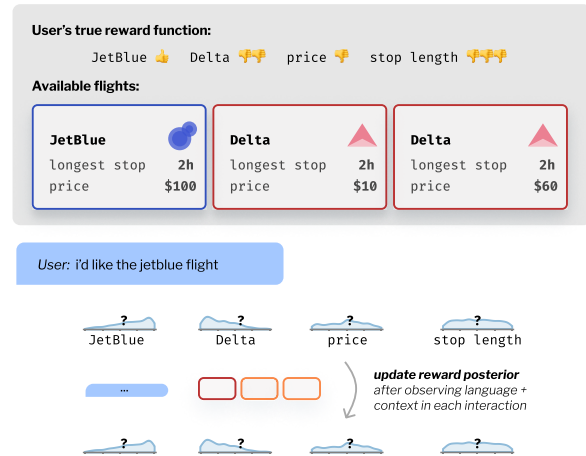 User's true reward function:
JetBlue 👍 Delta 👎👎 price 👎 stop length 👎👎👎
Available flights:
JetBlue
longest stop 2h
price $100
Delta
longest stop 2h
price $10
Delta
longest stop 2h
price $60
User: i'd like the jetblue flight
? ? ? ?
JetBlue Delta price stop length
...
update reward posterior
after observing language +
context in each interaction
? ? ? ?